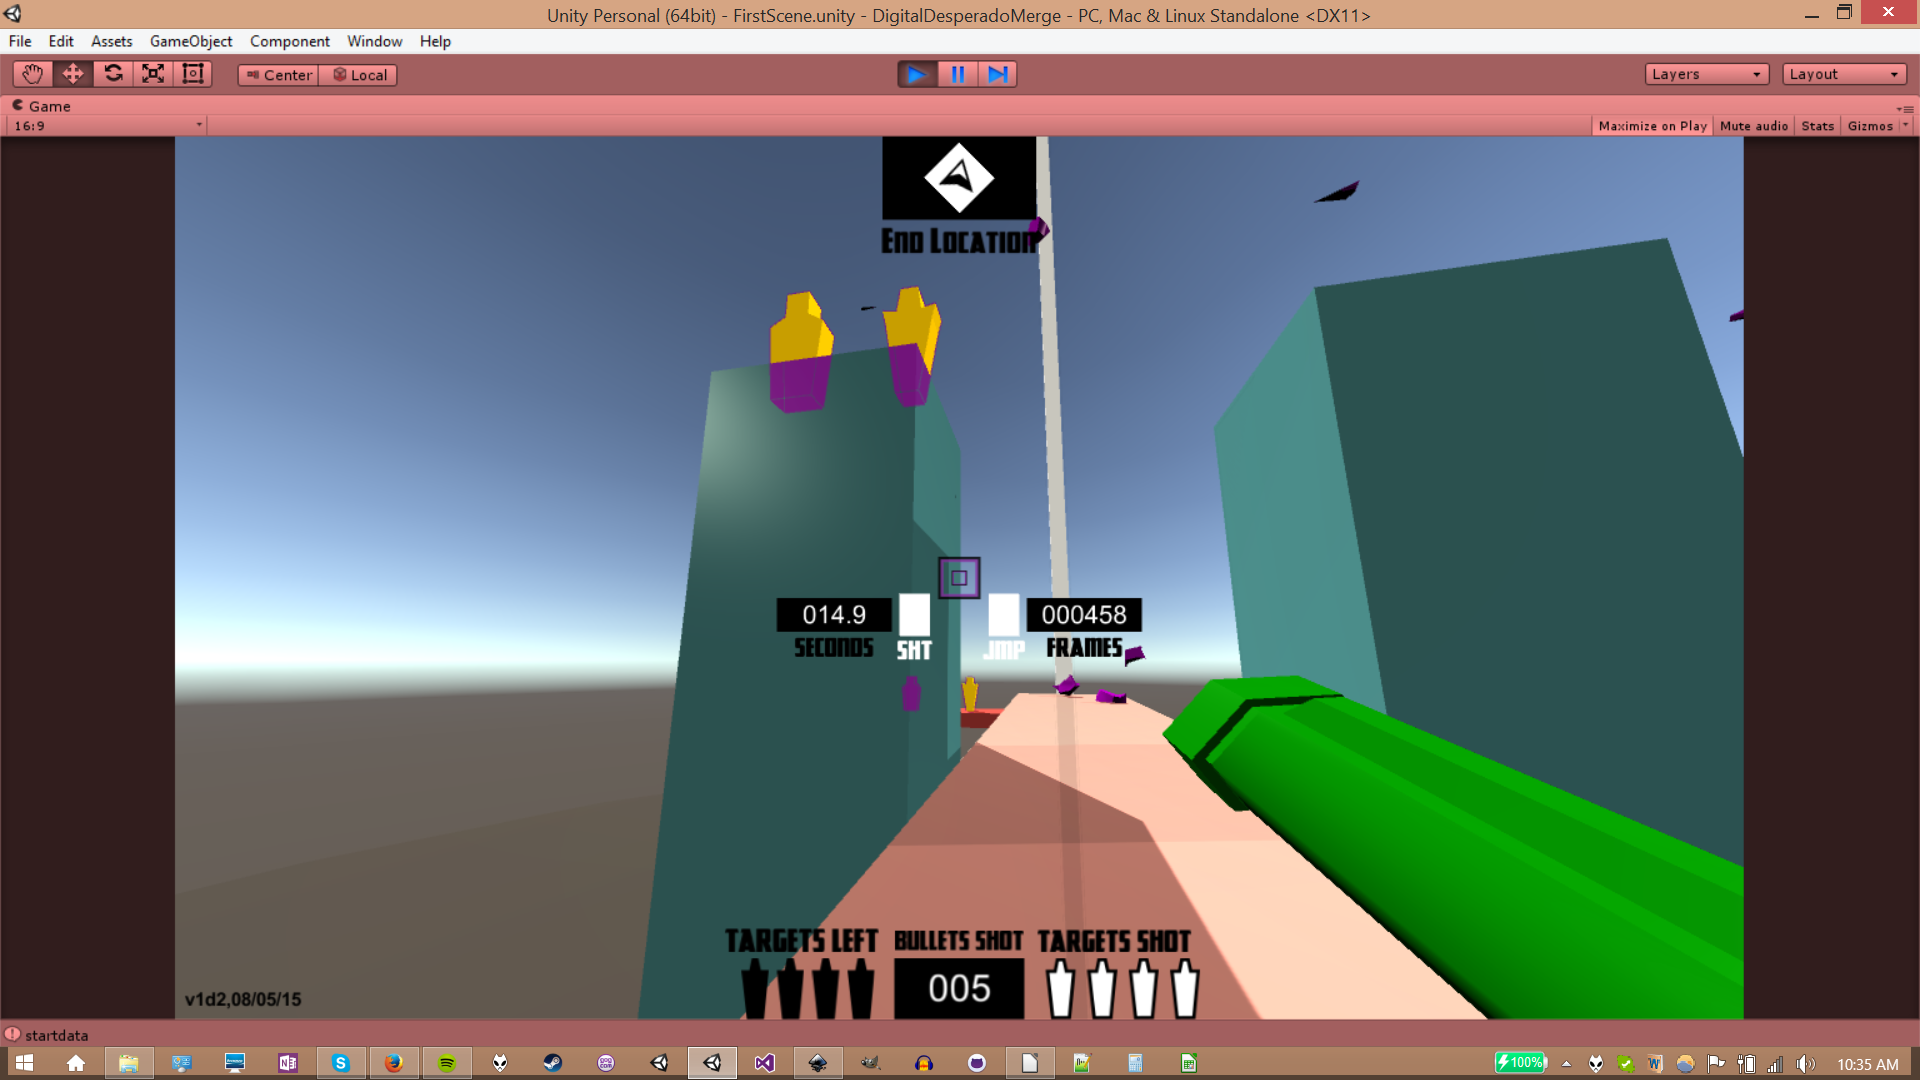 Unity Personal (64bit) - FirstScene.unity - DigitalDesperadoMerge - PC, Mac & Linux Standalone <DX11>
File Edit Assets GameObject Component Window Help
Center Local Layers Layout
Game
16:9 Maximize on Play Mute audio Stats Gizmos
End Location
014.9 000458
SECONDS SHT JMP FRAMES
TARGETS LEFT BULLETS SHOT TARGETS SHOT
005
v1d2,08/05/15
startdata
100% 10:35 AM